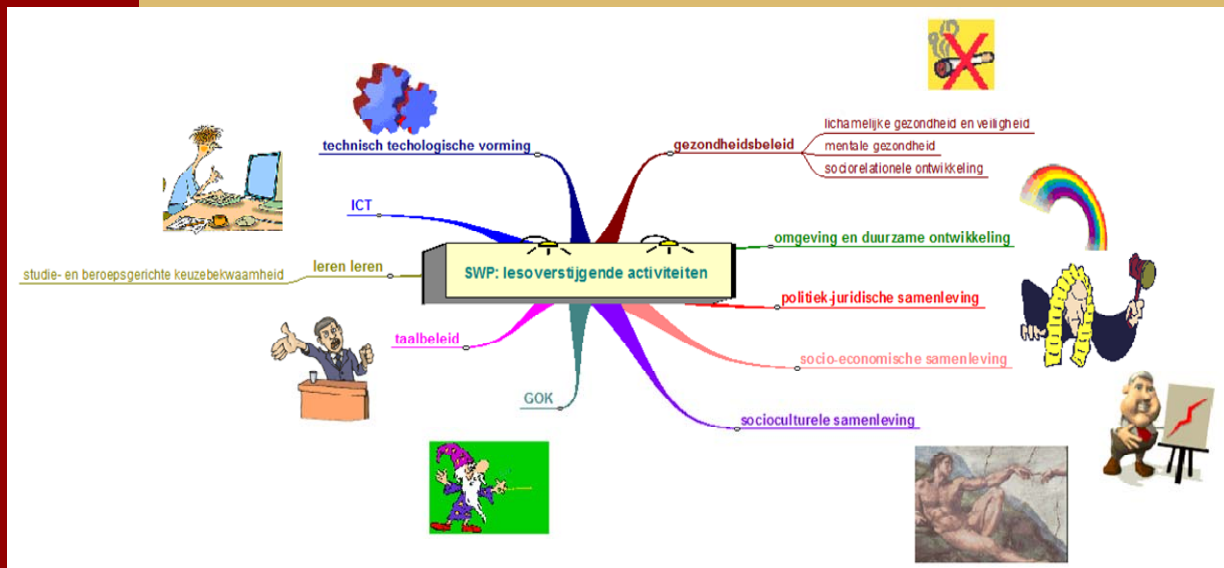 technisch techologische vorming
ICT
leren leren
studie- en beroepsgerichte keuzebekwaamheid
taalbeleid
GOK
SWP: lesoverstijgende activiteiten
gezondheidsbeleid
lichamelijke gezondheid en veiligheid
mentale gezondheid
sociorelationele ontwikkeling
omgeving en duurzame ontwikkeling
politiek-juridische samenleving
socio-economische samenleving
socioculturele samenleving